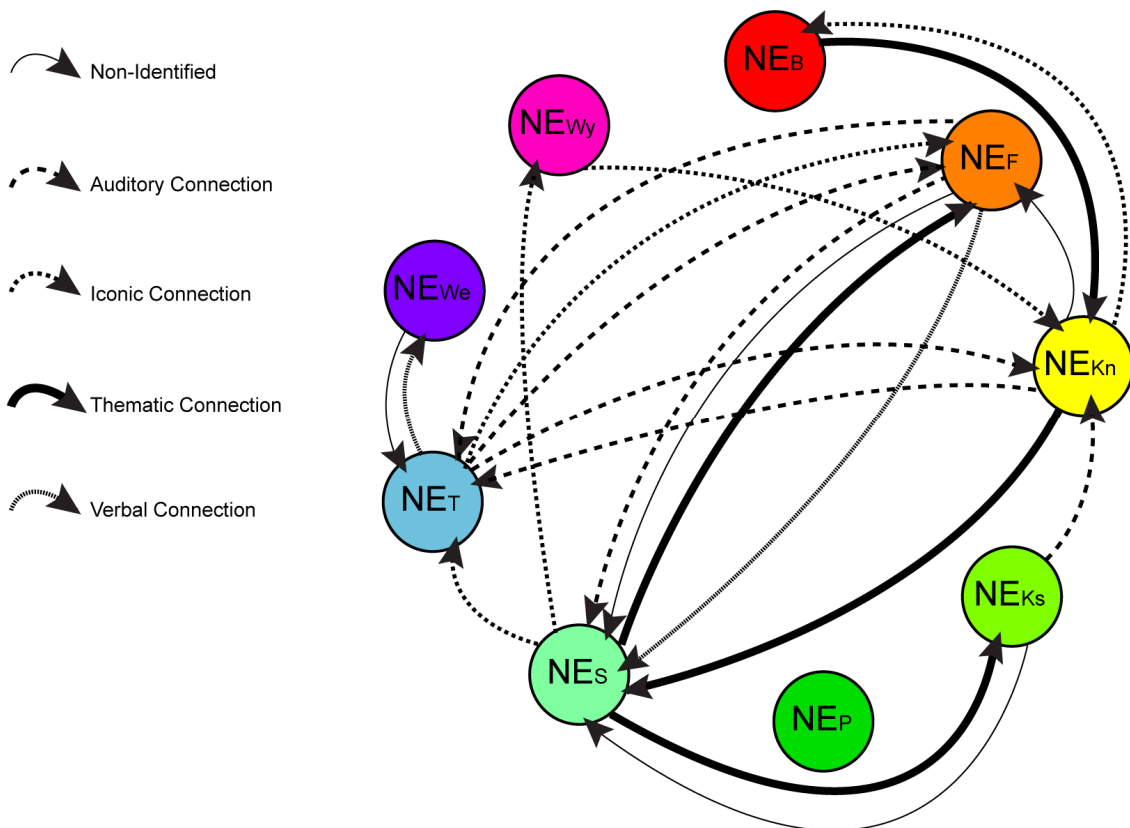 Non-Identified
Auditory Connection
Iconic Connection
Thematic Connection
Verbal Connection
NEB
NEWy
NEF
NEWe
NEKn
NET
NEKs
NES
NEP